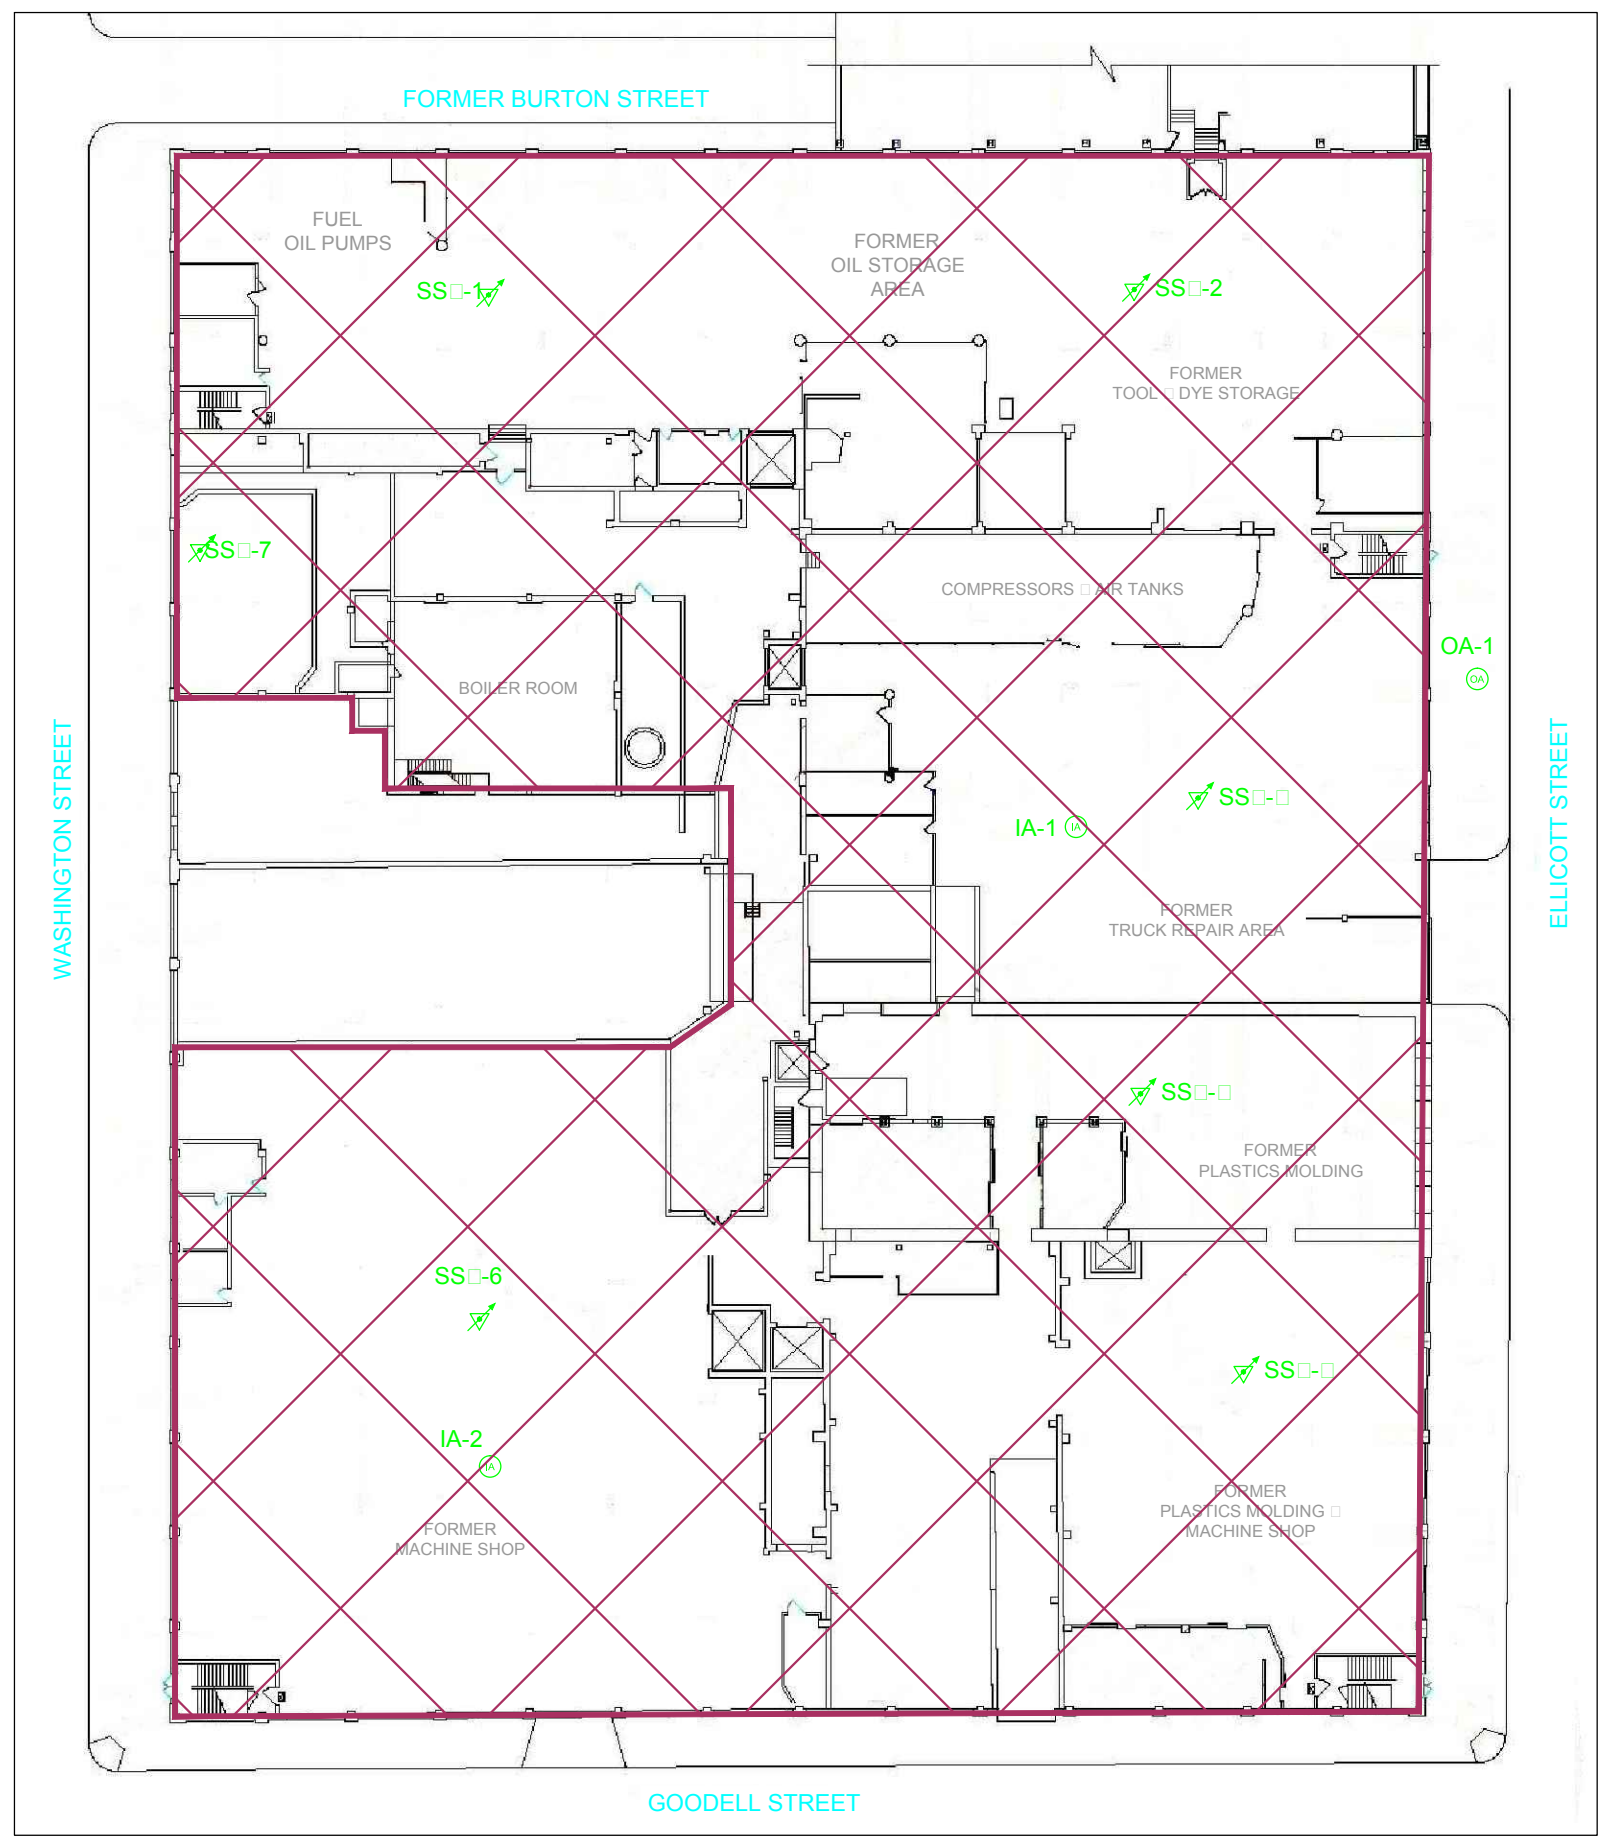 FORMER BURTON STREET
FUEL
OIL PUMPS
FORMER
OIL STORAGE
AREA
SS□-1
SS□-2
FORMER
TOOL □ DYE STORAGE
SS□-7
COMPRESSORS □ AIR TANKS
OA-1
OA
BOILER ROOM
WASHINGTON STREET
ELLICOTT STREET
SS□-□
IA-1 IA
FORMER
TRUCK REPAIR AREA
SS□-□
FORMER
PLASTICS MOLDING
SS□-6
SS□-□
IA-2
IA
FORMER
PLASTICS MOLDING □
MACHINE SHOP
FORMER
MACHINE SHOP
GOODELL STREET